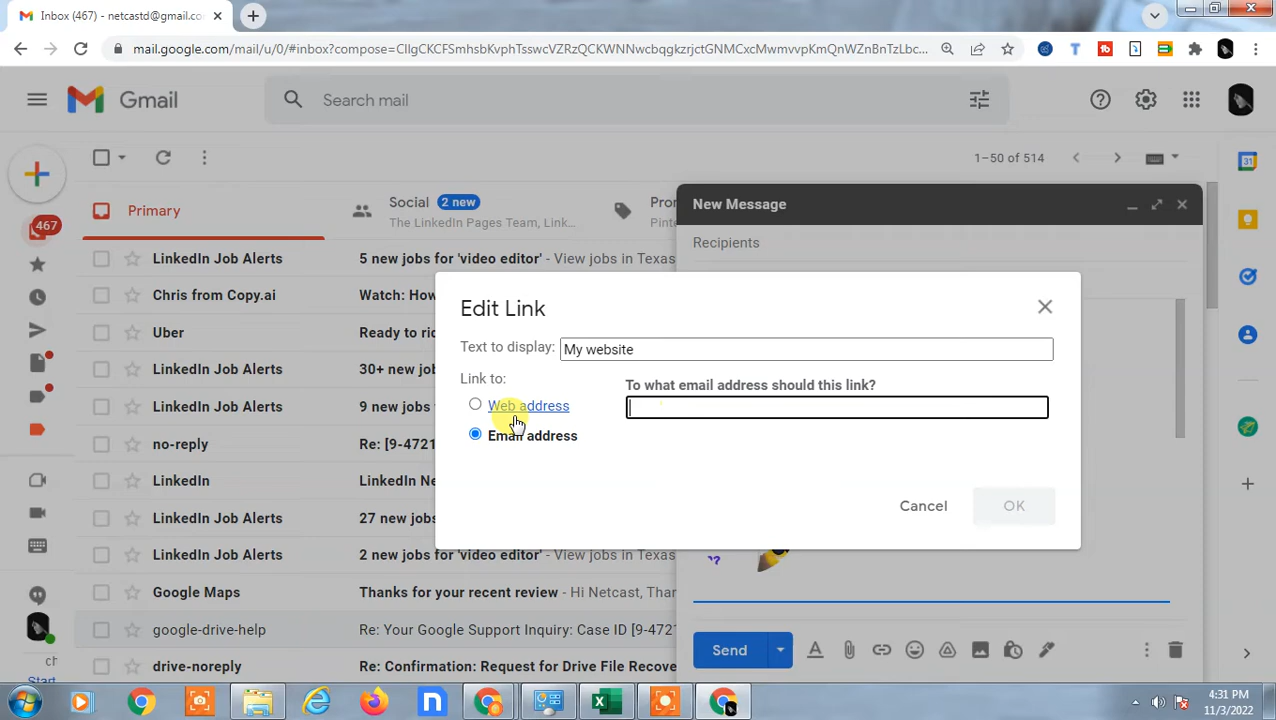 Inbox (467) - netcastd@gmail.co
mail.google.com/mail/u/0/#inbox?compose=
Gmail
Search mail
1–50 of 514
Primary
Social 2 new
The LinkedIn Pages Team, Link...
Pro
Pinte
467
LinkedIn Job Alerts 5 new jobs for 'video editor' - View jobs in Texas
Chris from Copy.ai Watch: How
Uber Ready to ri
LinkedIn Job Alerts 30+ new jo
LinkedIn Job Alerts 9 new jobs
no-reply Re: [9-4721
LinkedIn LinkedIn Ne
LinkedIn Job Alerts 27 new job
LinkedIn Job Alerts 2 new jobs for 'video editor' - View jobs in Texas
Google Maps Thanks for your recent review - Hi Netcast, Than
google-drive-help Re: Your Google Support Inquiry: Case ID [9-4721
drive-noreply Re: Confirmation: Request for Drive File Recove
ch
Start
New Message
Recipients
Edit Link
Text to display: My website
Link to:
Web address
Email address
To what email address should this link?
Cancel
OK
Send
31
4:31 PM
11/3/2022